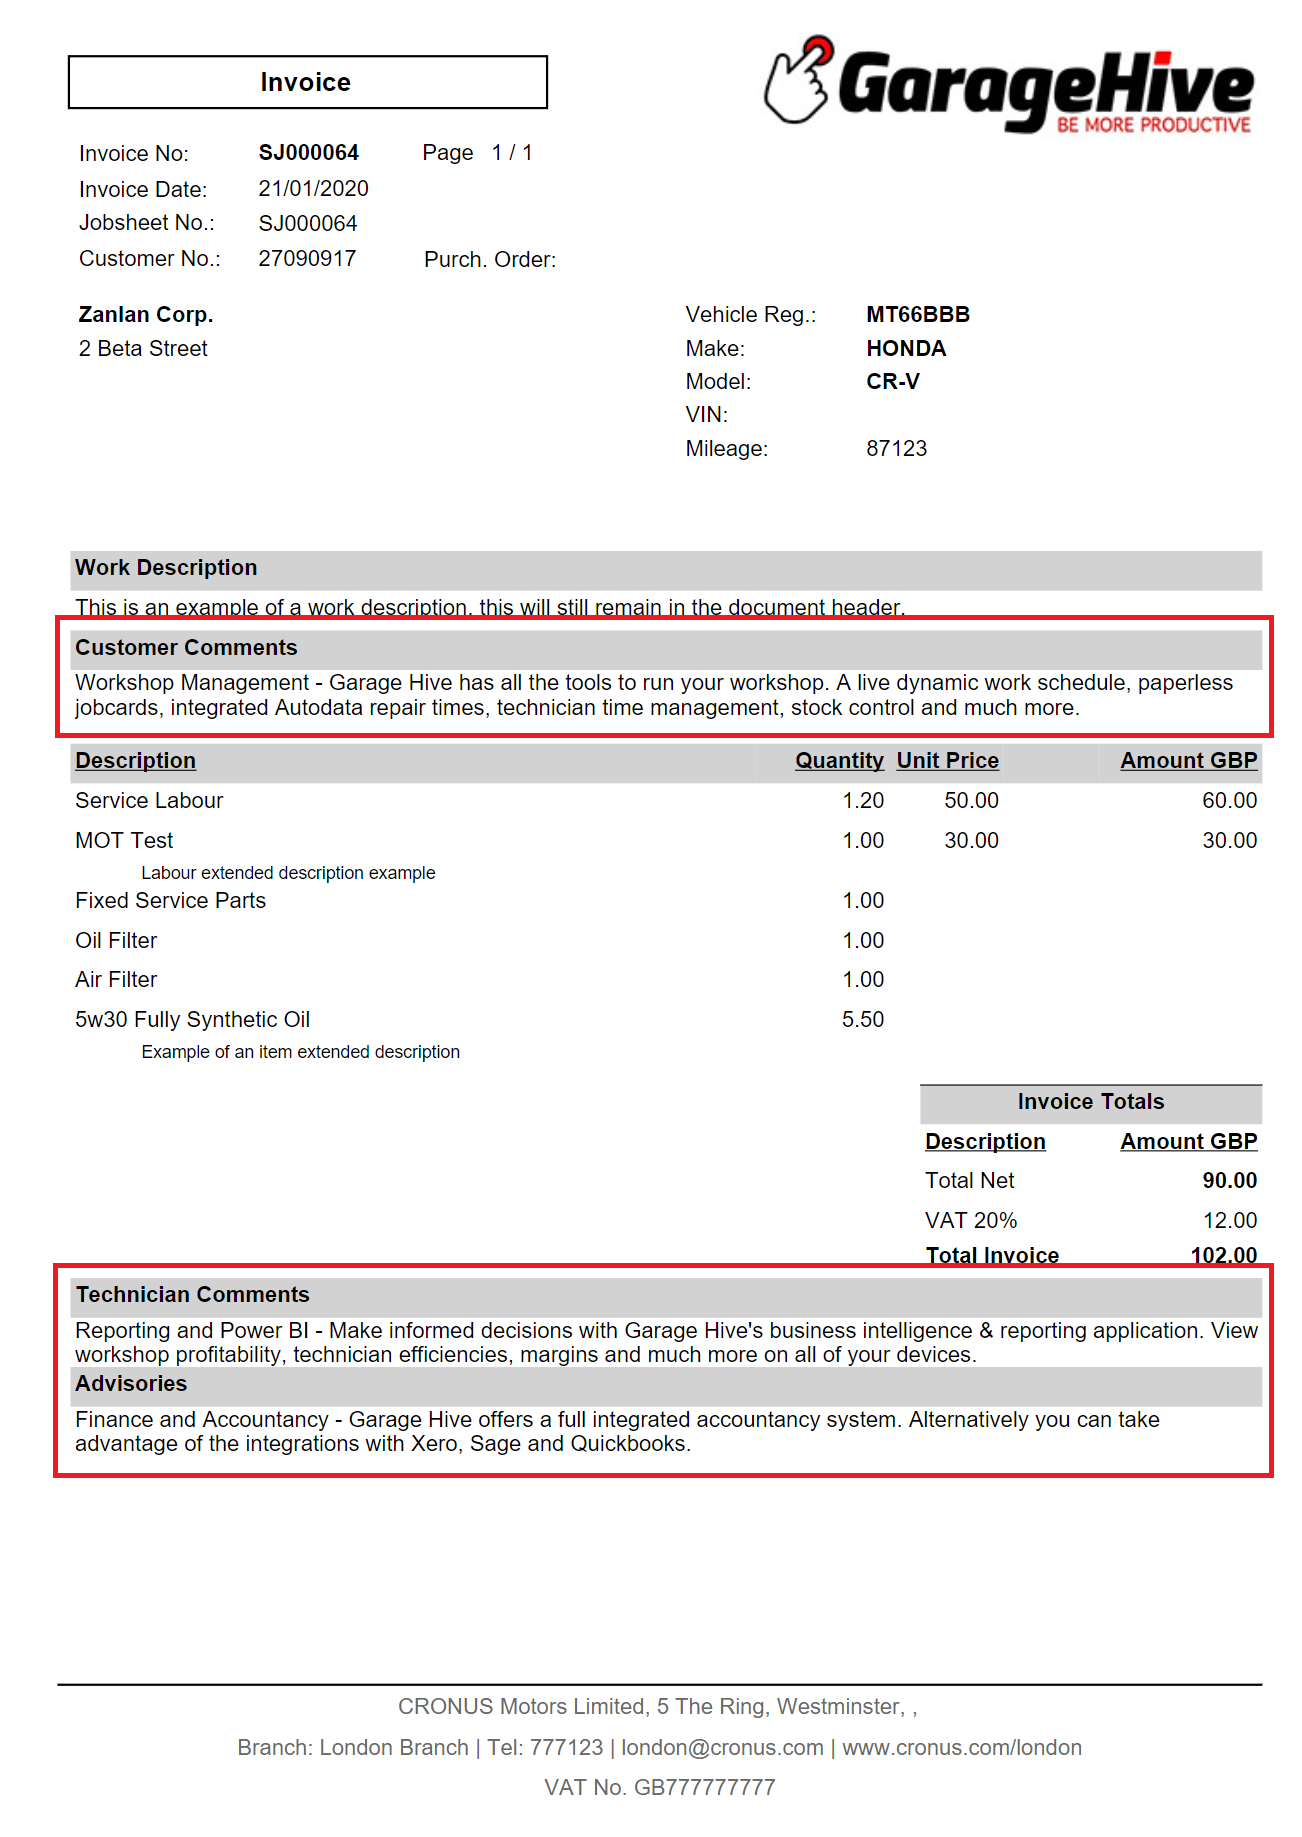 Invoice
GarageHive
BE MORE PRODUCTIVE
Invoice No: SJ000064 Page 1 / 1
Invoice Date: 21/01/2020
Jobsheet No.: SJ000064
Customer No.: 27090917 Purch. Order:
Zanlan Corp.
2 Beta Street
Vehicle Reg.: MT66BBB
Make: HONDA
Model: CR-V
VIN:
Mileage: 87123
Work Description
This is an example of a work description, this will still remain in the document header.
Customer Comments
Workshop Management - Garage Hive has all the tools to run your workshop. A live dynamic work schedule, paperless
jobcards, integrated Autodata repair times, technician time management, stock control and much more.
Description Quantity Unit Price Amount GBP
Service Labour 1.20 50.00 60.00
MOT Test 1.00 30.00 30.00
Labour extended description example
Fixed Service Parts 1.00
Oil Filter 1.00
Air Filter 1.00
5w30 Fully Synthetic Oil 5.50
Example of an item extended description
Invoice Totals
Description Amount GBP
Total Net 90.00
VAT 20% 12.00
Total Invoice 102.00
Technician Comments
Reporting and Power BI - Make informed decisions with Garage Hive's business intelligence & reporting application. View
workshop profitability, technician efficiencies, margins and much more on all of your devices.
Advisories
Finance and Accountancy - Garage Hive offers a full integrated accountancy system. Alternatively you can take
advantage of the integrations with Xero, Sage and Quickbooks.
CRONUS Motors Limited, 5 The Ring, Westminster, ,
Branch: London Branch | Tel: 777123 | london@cronus.com | www.cronus.com/london
VAT No. GB777777777